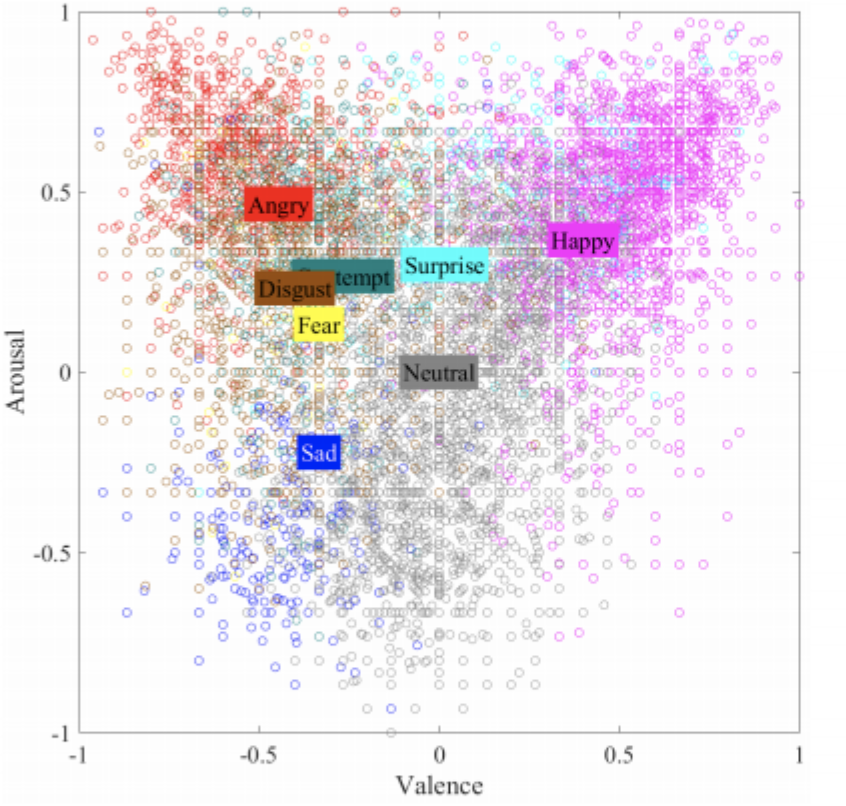 1
0.5
0
-0.5
-1
Arousal
Angry
Happy
Surprise
tempt
Disgust
Fear
Neutral
Sad
-1
-0.5
0
0.5
1
Valence